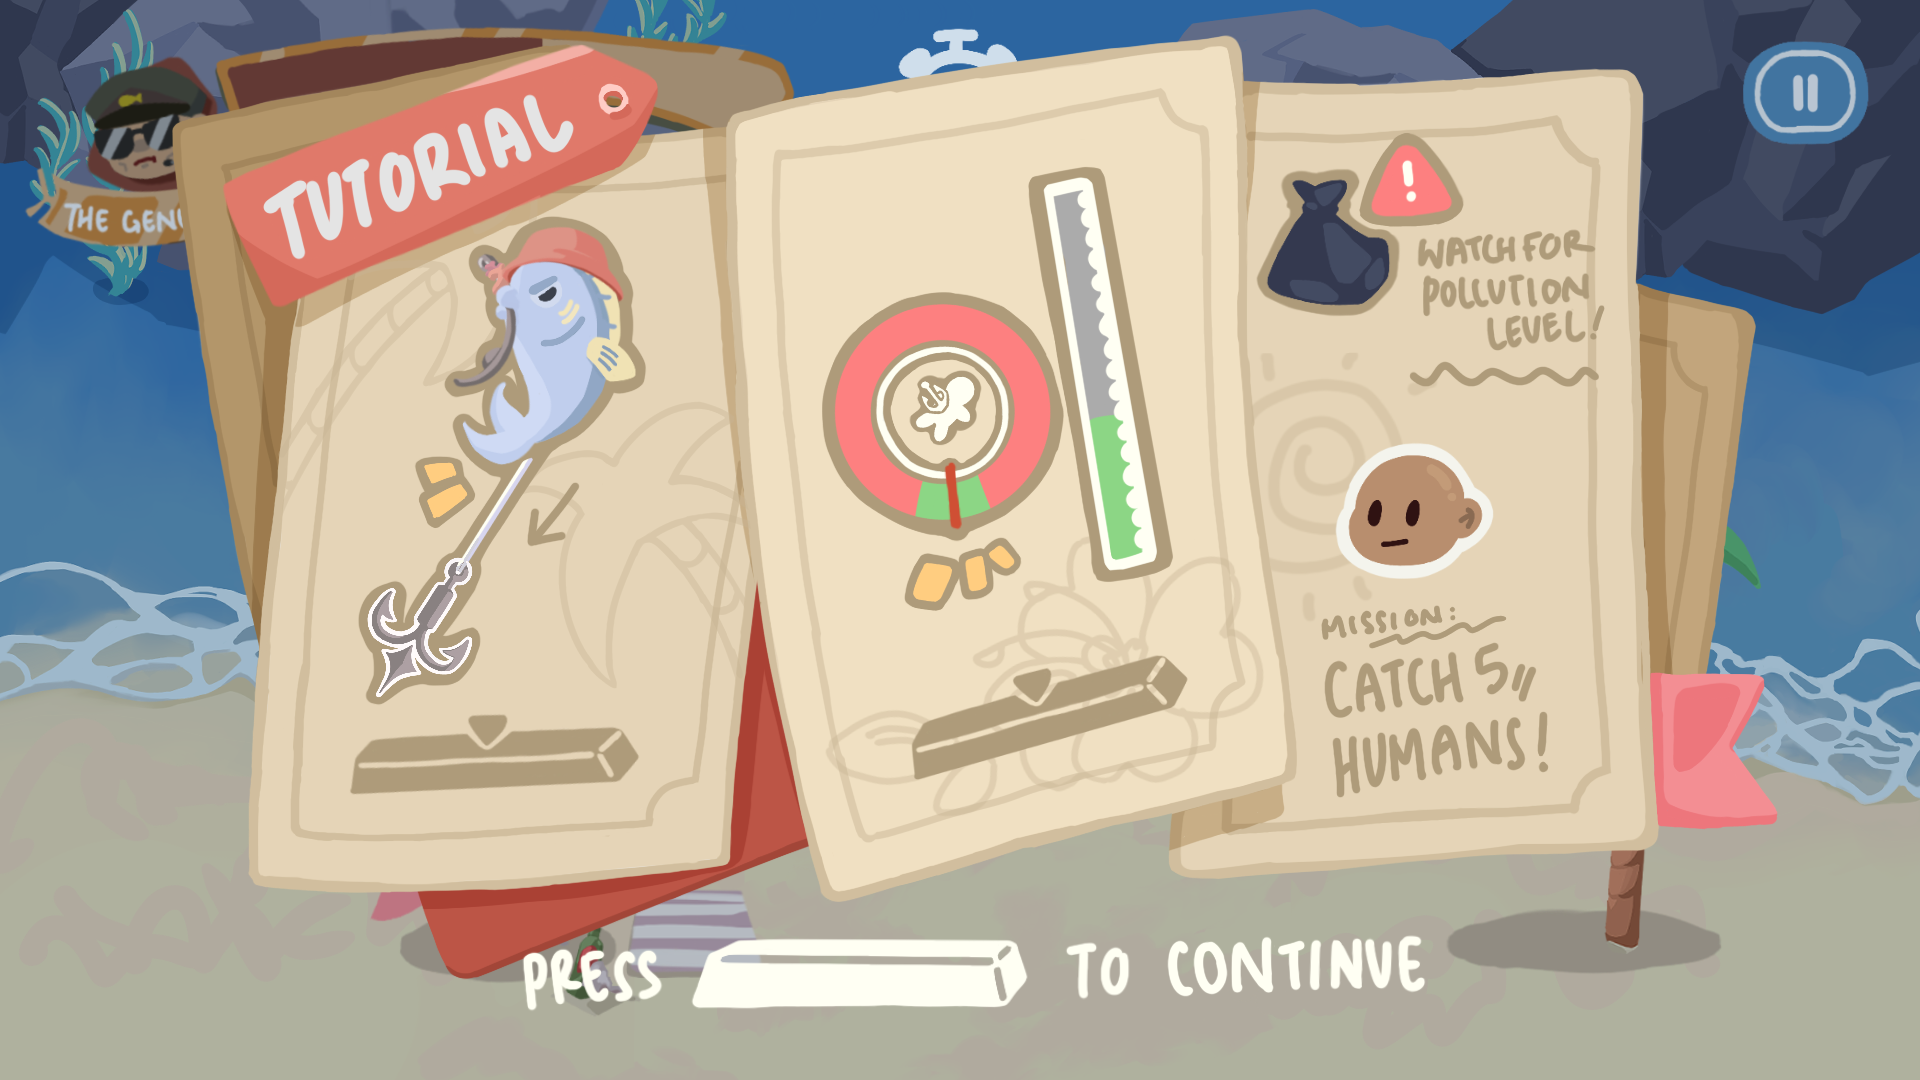 TUTORIAL
THE GEN
WATCH FOR
POLLUTION
LEVEL!
MISSION:
CATCH 5
HUMANS!
PRESS TO CONTINUE